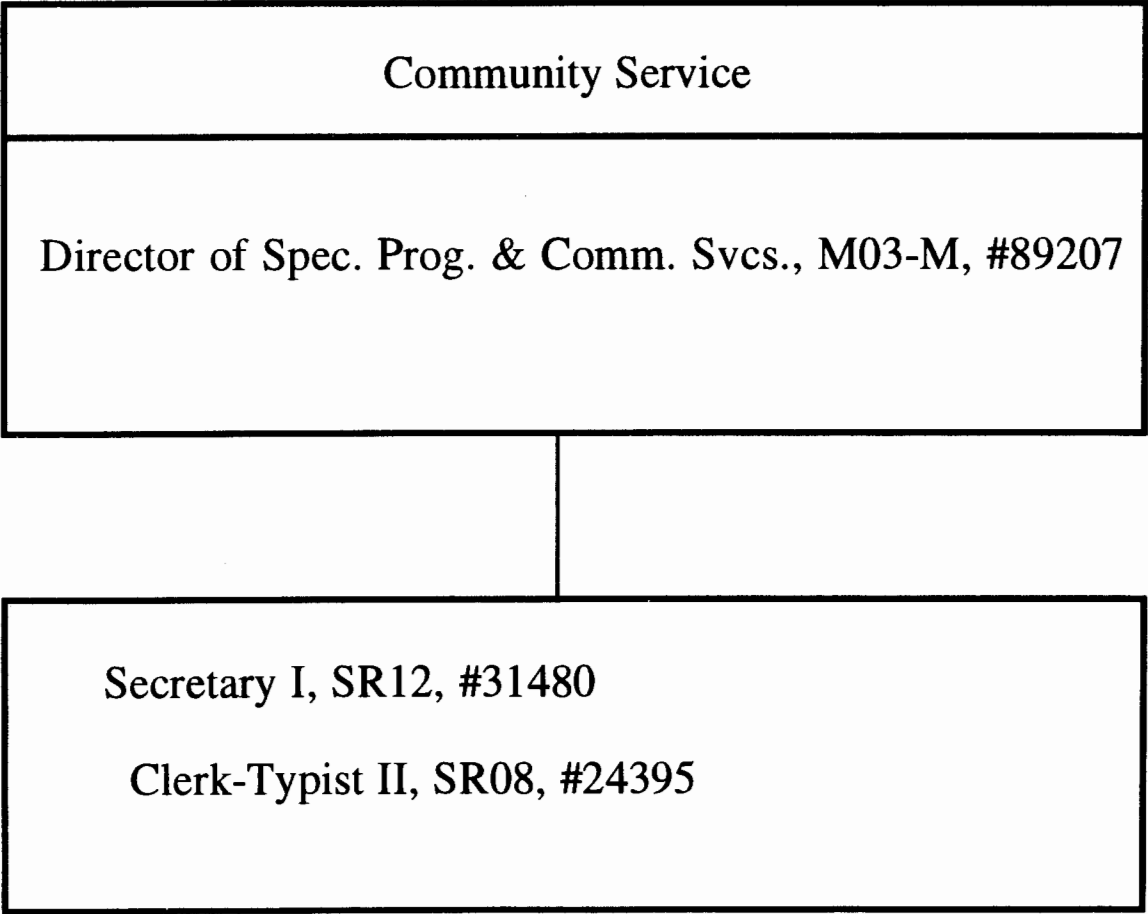 Community Service
Director of Spec. Prog. & Comm. Svcs., M03-M, #89207
Secretary I, SR12, #31480
Clerk-Typist II, SR08, #24395